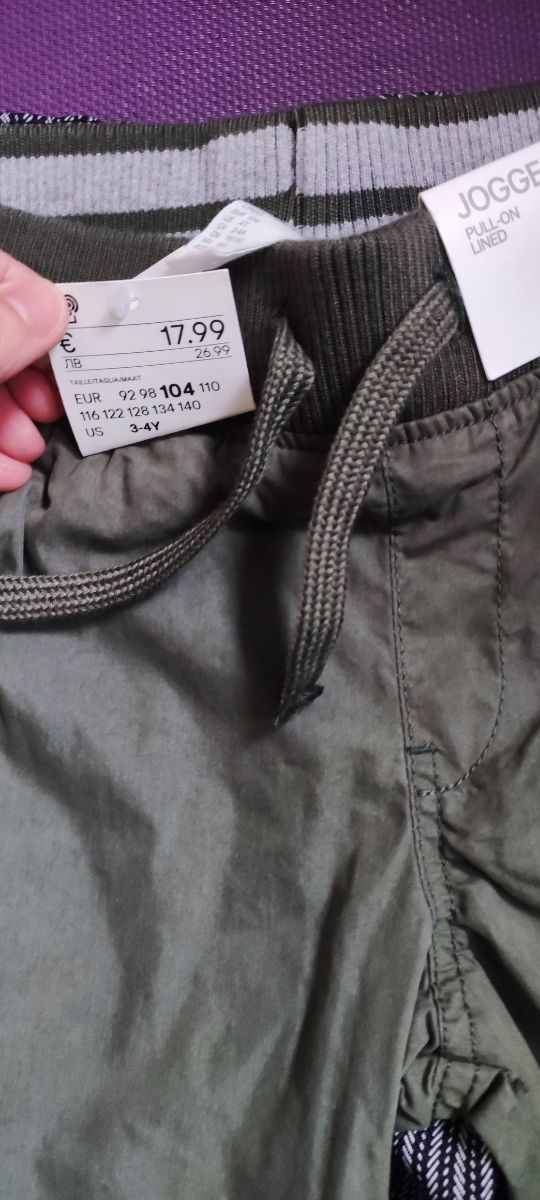 JOGGE
PULL-ON
LINED
€ 17.99
ЛВ 26.99
TAILLE/TAGLIA/MAAT
EUR 92 98 104 110
116 122 128 134 140
US 3-4Y